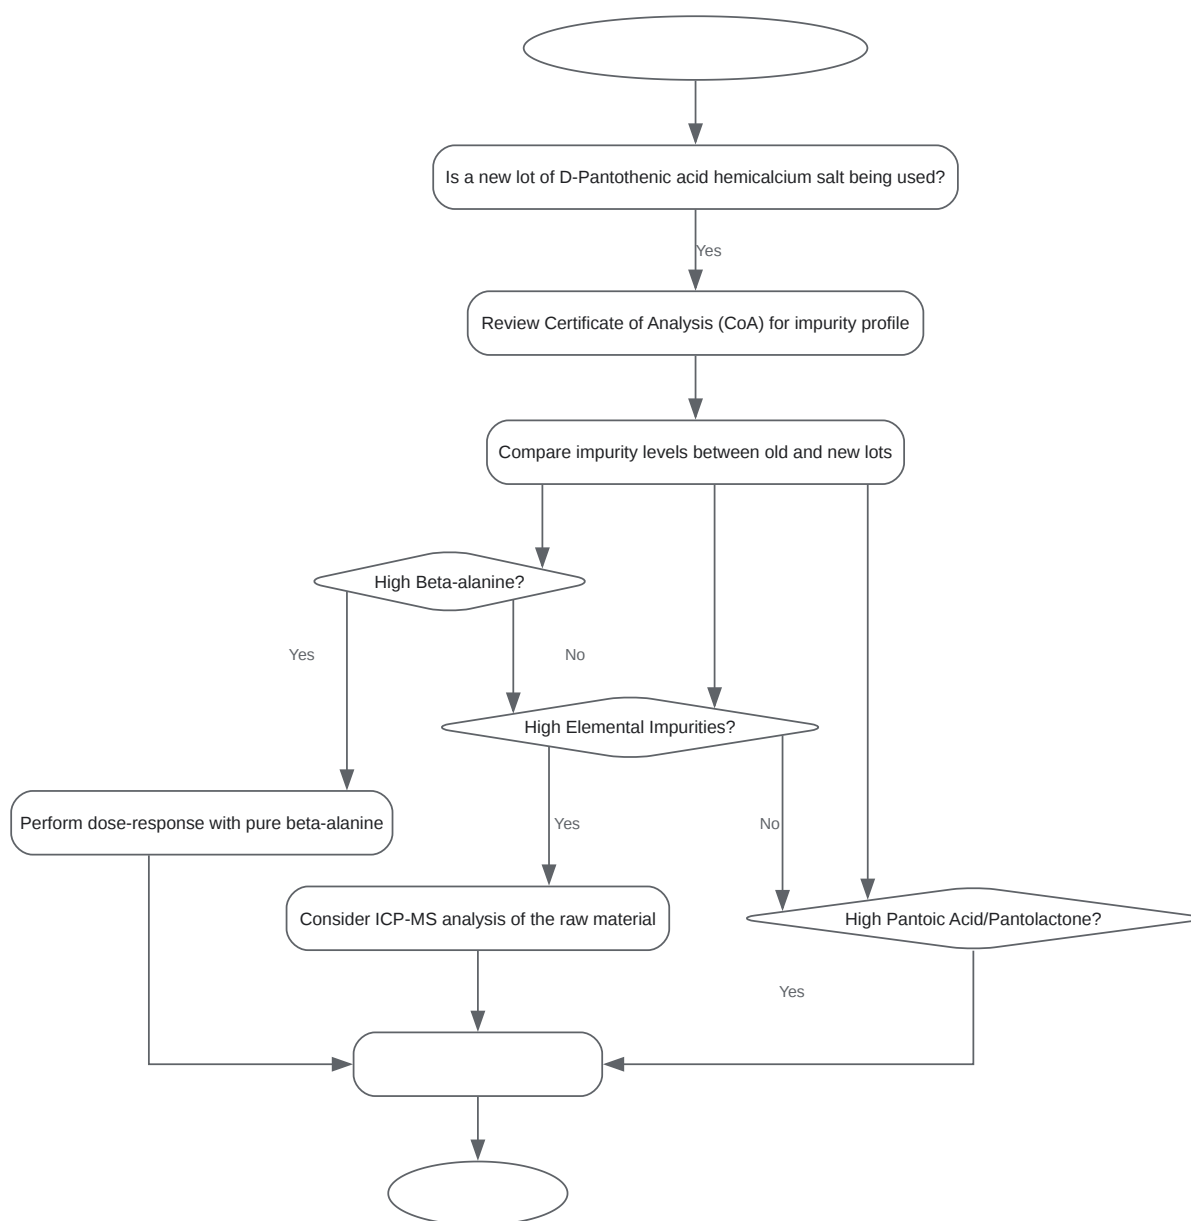 Is a new lot of D-Pantothenic acid hemicalcium salt being used?
Yes
Review Certificate of Analysis (CoA) for impurity profile
Compare impurity levels between old and new lots
High Beta-alanine?
Yes
No
High Elemental Impurities?
Perform dose-response with pure beta-alanine
Yes
No
Consider ICP-MS analysis of the raw material
High Pantoic Acid/Pantolactone?
Yes